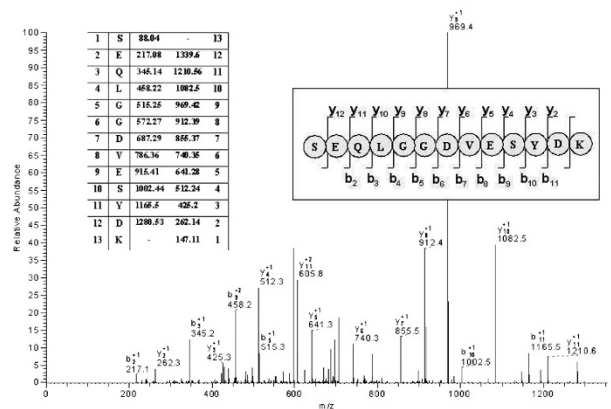 y₉⁺¹
969.4
100
95
90
85
80
75
70
65
60
55
50
45
40
35
30
25
20
15
10
5
0
Relative Abundance
1 S 88.04 - 13
2 E 217.08 1339.6 12
3 Q 345.14 1210.56 11
4 L 458.22 1082.5 10
5 G 515.25 969.42 9
6 G 572.27 912.39 8
7 D 687.29 855.37 7
8 V 786.36 740.35 6
9 E 915.41 641.28 5
10 S 1002.44 512.24 4
11 Y 1165.5 425.2 3
12 D 1280.53 262.14 2
13 K - 147.11 1
y₁₂ y₁₁ y₁₀ y₉ y₈ y₇ y₆ y₅ y₄ y₃ y₂
S E Q L G G D V E S Y D K
b₂ b₃ b₄ b₅ b₆ b₇ b₈ b₉ b₁₀ b₁₁
b₂⁺¹
217.1
y₂⁺¹
262.3
b₃⁺¹
345.2
y₃⁺¹
425.3
458.2
y₄⁺¹
512.3
b₅⁺¹
515.3
y₁₁⁺²
605.8
y₅⁺¹
641.3
y₆⁺¹
740.3
y₇⁺¹
855.5
y₈⁺¹
912.4
b₁₀⁺¹
1002.5
y₁₀⁺¹
1082.5
b₁₁⁺¹
1165.5
y₁₁⁺¹
1210.6
200
400
600
800
1000
1200
m/z